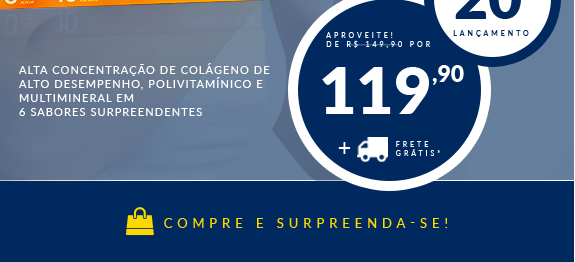 20
LANÇAMENTO
APROVEITE!
DE R$ 149,90 POR
119,90
+ FRETE
GRÁTIS*
ALTA CONCENTRAÇÃO DE COLÁGENO DE
ALTO DESEMPENHO, POLIVITAMÍNICO E
MULTIMINERAL EM
6 SABORES SURPREENDENTES
COMPRE E SURPREENDA-SE!